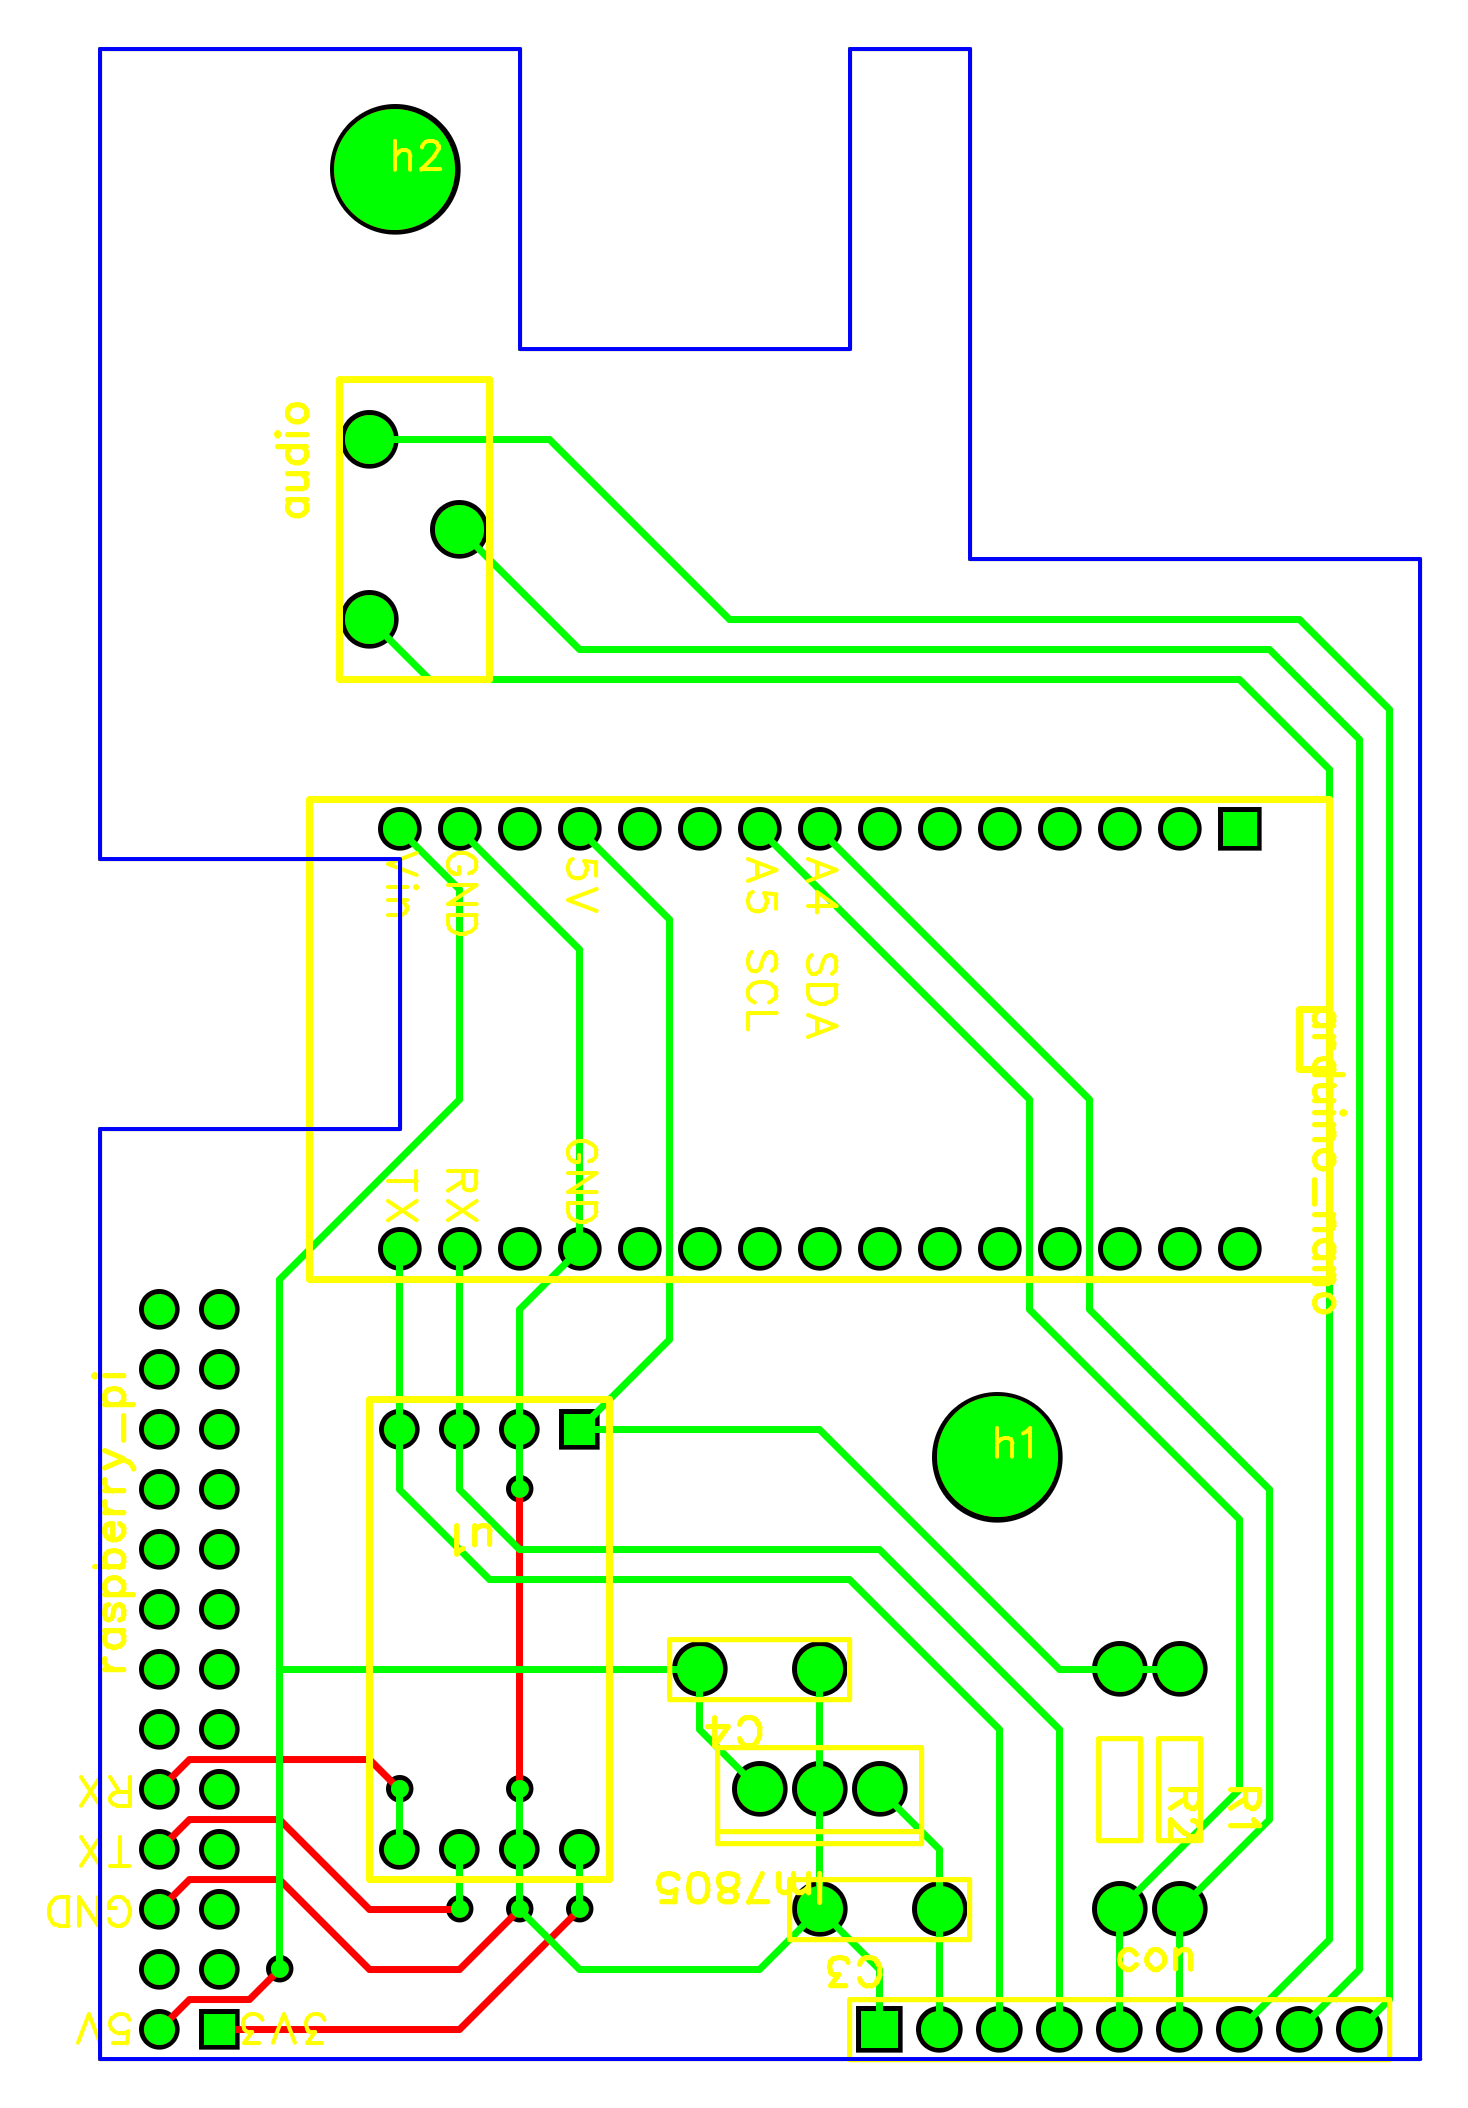 h2
audio
Vin
GND
5V
A5 SCL
A4 SDA
arduino_nano
TX
RX
GND
raspberry_pi
h1
u1
C4
R2
R1
RX
TX
lm7805
GND
C3
con
5V
3V3